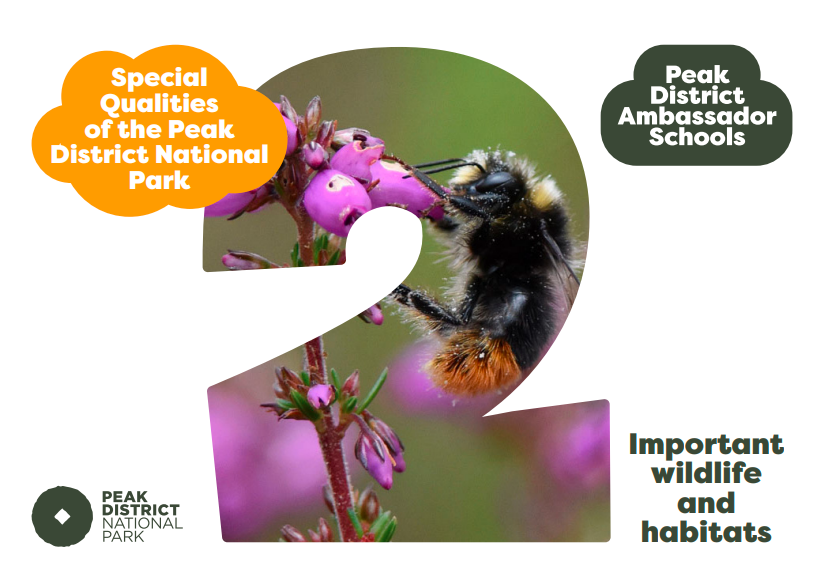 Special
Qualities
of the Peak
District National
Park
Peak
District
Ambassador
Schools
2
Important
wildlife
and
habitats
PEAK
DISTRICT
NATIONAL
PARK